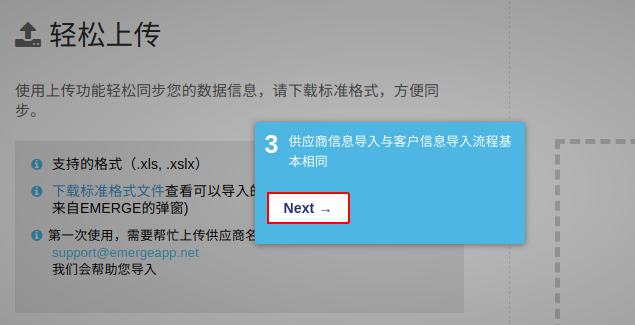 轻松上传
使用上传功能轻松同步您的数据信息，请下载标准格式，方便同
步。
支持的格式（.xls, .xslx）
下载标准格式文件查看可以导入
来自EMERGE的弹窗)
第一次使用，需要帮忙上传供应商名
support@emergeapp.net
我们会帮助您导入
3 供应商信息导入与客户信息导入流程基
本相同
Next →